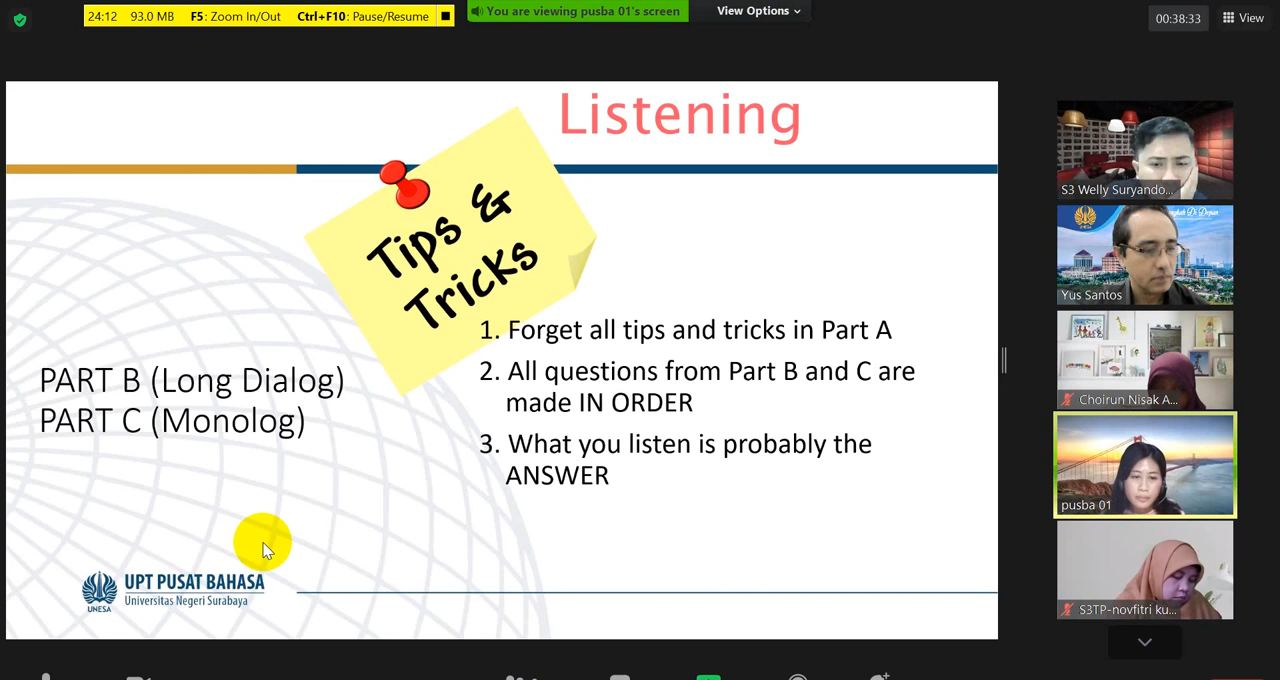 24:12 93.0 MB F5: Zoom In/Out Ctrl+F10: Pause/Resume
You are viewing pusba 01's screen
View Options
00:38:33
View
Listening
Tips &
Tricks
1. Forget all tips and tricks in Part A
2. All questions from Part B and C are
made IN ORDER
3. What you listen is probably the
ANSWER
PART B (Long Dialog)
PART C (Monolog)
UNESA
UPT PUSAT BAHASA
Universitas Negeri Surabaya
S3 Welly Suryando...
Di Depan
Yus Santos
Choirun Nisak A...
pusba 01
S3TP-novfitri ku...